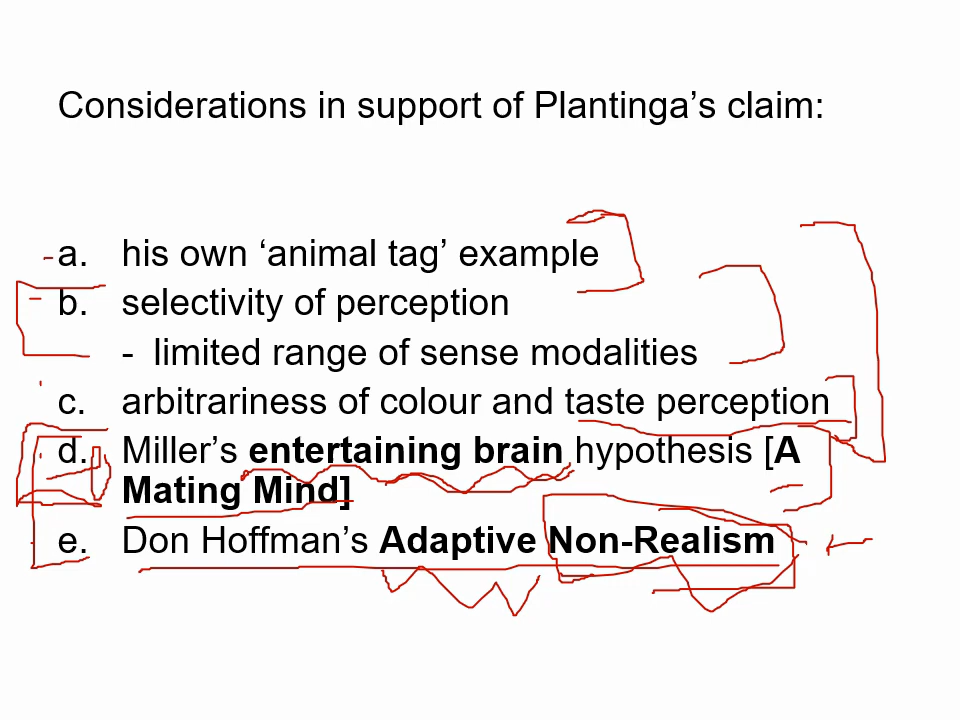 Considerations in support of Plantinga’s claim:
a. his own ‘animal tag’ example
b. selectivity of perception
- limited range of sense modalities
c. arbitrariness of colour and taste perception
d. Miller’s entertaining brain hypothesis [A
Mating Mind]
e. Don Hoffman’s Adaptive Non-Realism